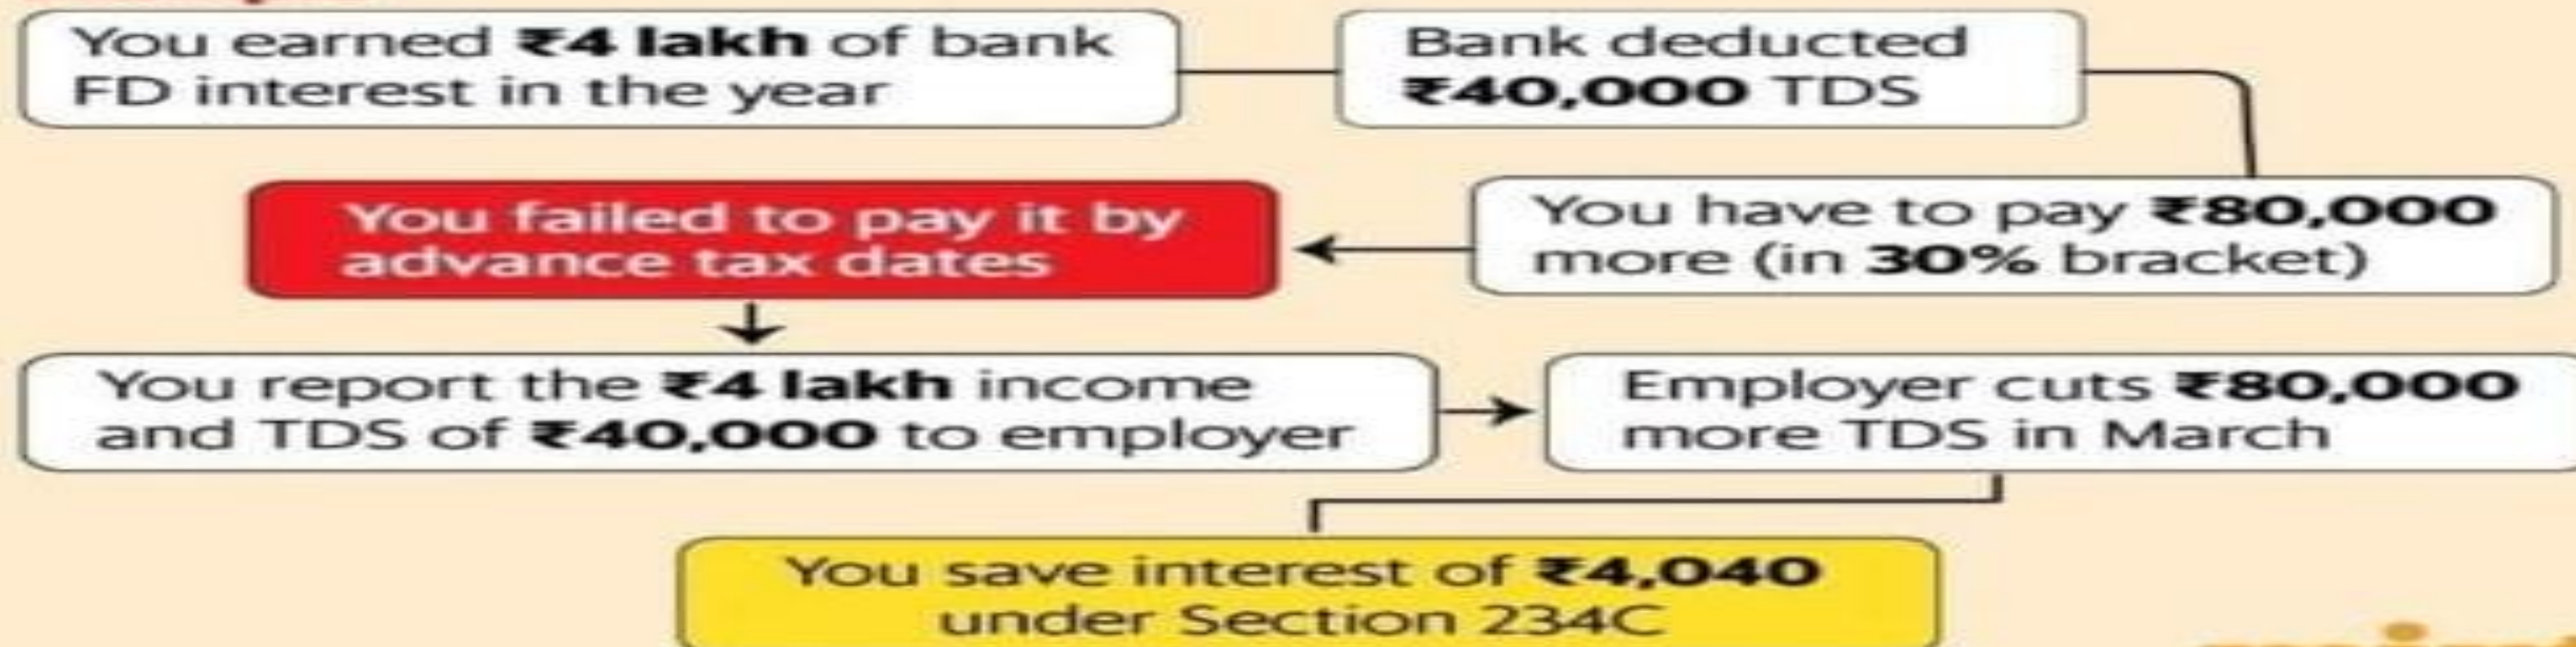 You earned ₹4 lakh of bank
FD interest in the year
Bank deducted
₹40,000 TDS
You have to pay ₹80,000
more (in 30% bracket)
You failed to pay it by
advance tax dates
You report the ₹4 lakh income
and TDS of ₹40,000 to employer
Employer cuts ₹80,000
more TDS in March
You save interest of ₹4,040
under Section 234C